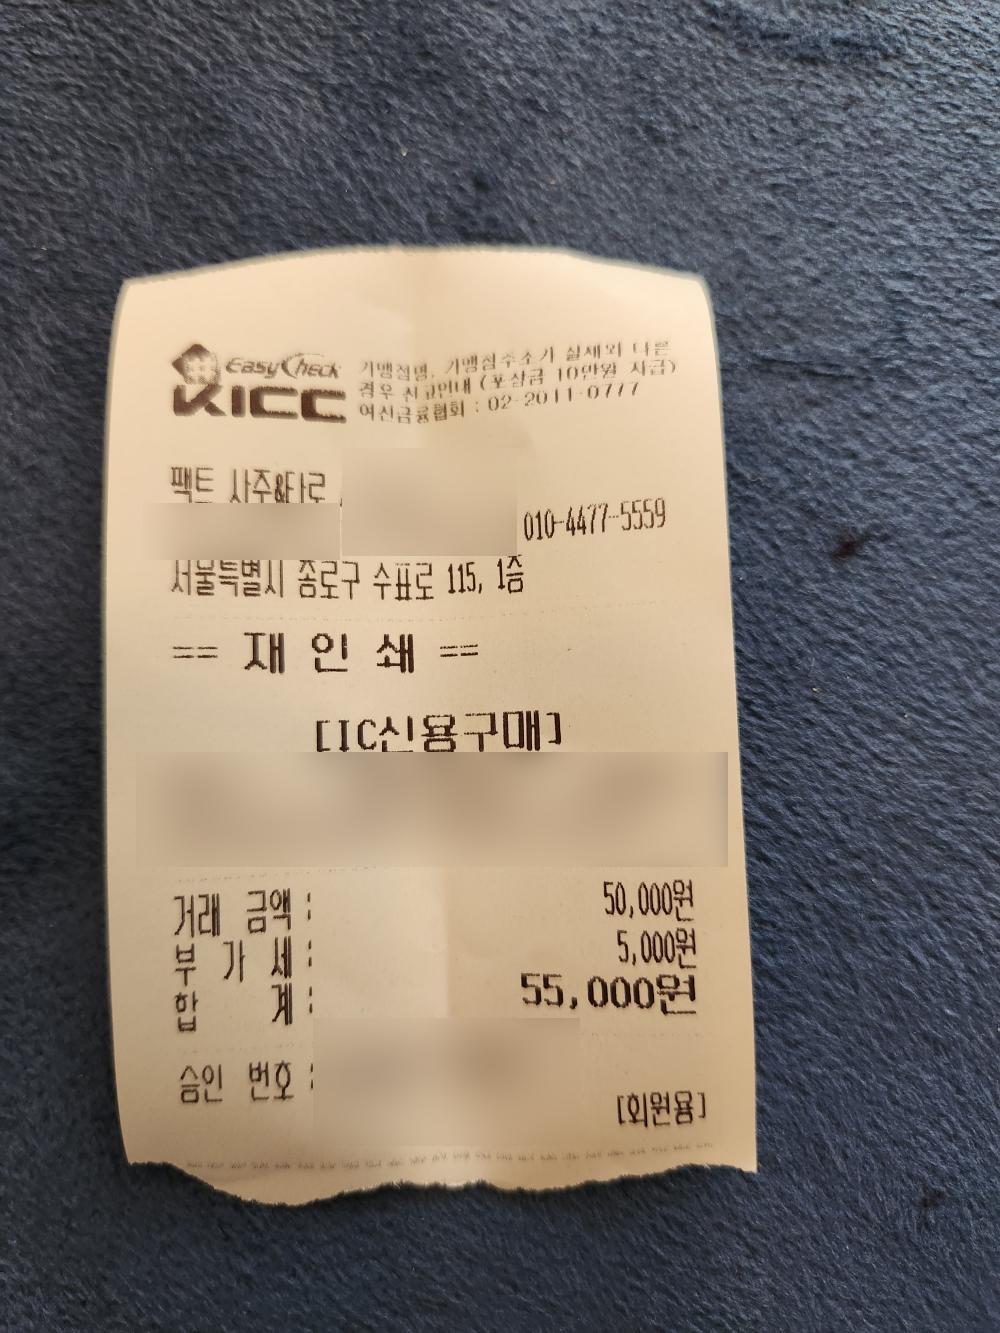 EasyCheck
KICC
가맹점명, 가맹점주소가 실제와 다른
경우 신고안내 (포상금 10만원 지급)
여신금융협회 : 02-2011-0777
팩트 사주&타로
010-4477-5559
서울특별시 종로구 수표로 115, 1층
== 재 인 쇄 ==
[IC신용구매]
거래 금액 : 50,000원
부 가 세 : 5,000원
합 계 : 55,000원
승인 번호 :
[회원용]